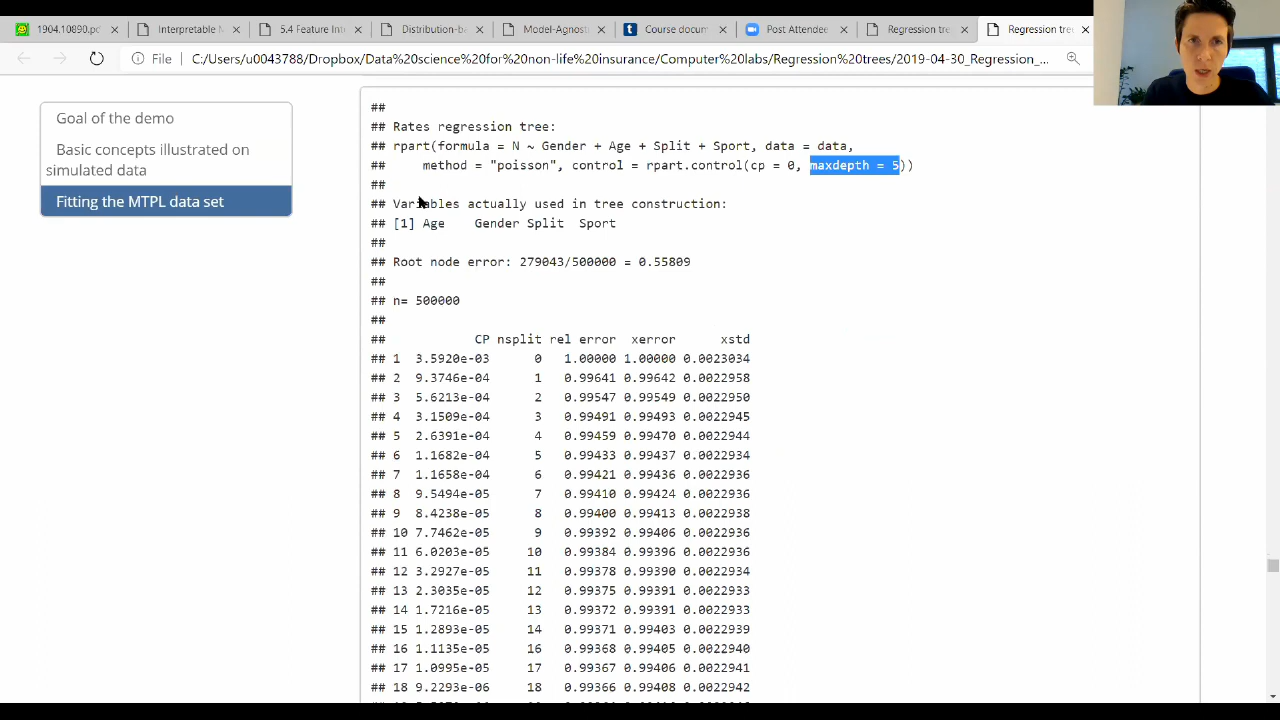 1904.10890.pc
Interpretable M
5.4 Feature Int
Distribution-ba
Model-Agnosti
Course docum
Post Attendee
Regression tre
Regression tre
File
C:/Users/u0043788/Dropbox/Data%20science%20for%20non-life%20insurance/Computer%20labs/Regression%20trees/2019-04-30_Regression_...
Goal of the demo
Basic concepts illustrated on
simulated data
Fitting the MTPL data set
##
## Rates regression tree:
## rpart(formula = N ~ Gender + Age + Split + Sport, data = data,
##     method = "poisson", control = rpart.control(cp = 0, maxdepth = 5))
##
## Variables actually used in tree construction:
## [1] Age    Gender Split  Sport
##
## Root node error: 279043/500000 = 0.55809
##
## n= 500000
##
##            CP nsplit rel error  xerror      xstd
## 1  3.5920e-03      0   1.00000 1.00000 0.0023034
## 2  9.3746e-04      1   0.99641 0.99642 0.0022958
## 3  5.6213e-04      2   0.99547 0.99549 0.0022950
## 4  3.1509e-04      3   0.99491 0.99493 0.0022945
## 5  2.6391e-04      4   0.99459 0.99470 0.0022944
## 6  1.1682e-04      5   0.99433 0.99437 0.0022934
## 7  1.1658e-04      6   0.99421 0.99436 0.0022936
## 8  9.5494e-05      7   0.99410 0.99424 0.0022936
## 9  8.4238e-05      8   0.99400 0.99413 0.0022938
## 10 7.7462e-05      9   0.99392 0.99406 0.0022936
## 11 6.0203e-05     10   0.99384 0.99396 0.0022936
## 12 3.2927e-05     11   0.99378 0.99390 0.0022934
## 13 2.3035e-05     12   0.99375 0.99391 0.0022933
## 14 1.7216e-05     13   0.99372 0.99391 0.0022933
## 15 1.2893e-05     14   0.99371 0.99403 0.0022939
## 16 1.1135e-05     16   0.99368 0.99405 0.0022940
## 17 1.0995e-05     17   0.99367 0.99406 0.0022941
## 18 9.2293e-06     18   0.99366 0.99408 0.0022942